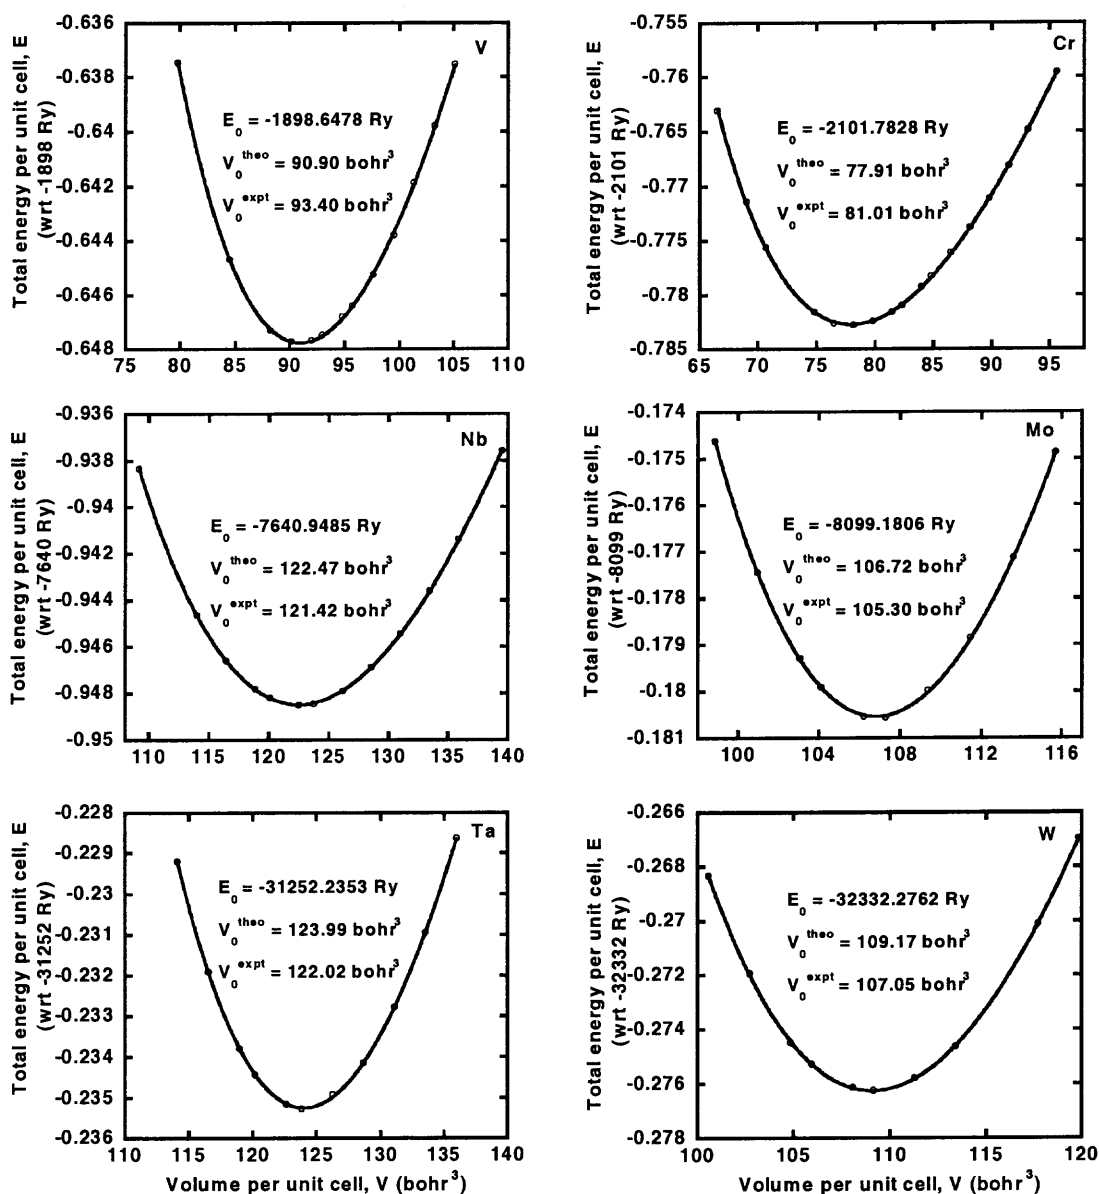 Total energy per unit cell, E
(wrt -1898 Ry)
-0.636
-0.638
-0.64
-0.642
-0.644
-0.646
-0.648
V
E₀ = -1898.6478 Ry
V₀ᵗʰᵉᵒ = 90.90 bohr³
V₀ᵉˣᵖᵗ = 93.40 bohr³
75 80 85 90 95 100 105 110
Total energy per unit cell, E
(wrt -2101 Ry)
-0.755
-0.76
-0.765
-0.77
-0.775
-0.78
-0.785
Cr
E₀ = -2101.7828 Ry
V₀ᵗʰᵉᵒ = 77.91 bohr³
V₀ᵉˣᵖᵗ = 81.01 bohr³
65 70 75 80 85 90 95
Total energy per unit cell, E
(wrt -7640 Ry)
-0.936
-0.938
-0.94
-0.942
-0.944
-0.946
-0.948
-0.95
Nb
E₀ = -7640.9485 Ry
V₀ᵗʰᵉᵒ = 122.47 bohr³
V₀ᵉˣᵖᵗ = 121.42 bohr³
110 115 120 125 130 135 140
Total energy per unit cell, E
(wrt -8099 Ry)
-0.174
-0.175
-0.176
-0.177
-0.178
-0.179
-0.18
-0.181
Mo
E₀ = -8099.1806 Ry
V₀ᵗʰᵉᵒ = 106.72 bohr³
V₀ᵉˣᵖᵗ = 105.30 bohr³
100 104 108 112 116
Total energy per unit cell, E
(wrt -31252 Ry)
-0.228
-0.229
-0.23
-0.231
-0.232
-0.233
-0.234
-0.235
-0.236
Ta
E₀ = -31252.2353 Ry
V₀ᵗʰᵉᵒ = 123.99 bohr³
V₀ᵉˣᵖᵗ = 122.02 bohr³
110 115 120 125 130 135 140
Volume per unit cell, V (bohr³)
Total energy per unit cell, E
(wrt -32332 Ry)
-0.266
-0.268
-0.27
-0.272
-0.274
-0.276
-0.278
W
E₀ = -32332.2762 Ry
V₀ᵗʰᵉᵒ = 109.17 bohr³
V₀ᵉˣᵖᵗ = 107.05 bohr³
100 105 110 115 120
Volume per unit cell, V (bohr³)